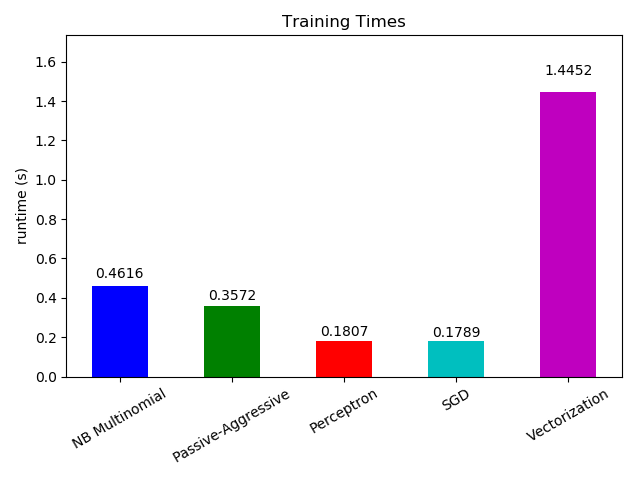 Training Times
1.6
1.4
1.2
1.0
0.8
0.6
0.4
0.2
0.0
runtime (s)
0.4616
0.3572
0.1807
0.1789
1.4452
NB Multinomial
Passive-Aggressive
Perceptron
SGD
Vectorization